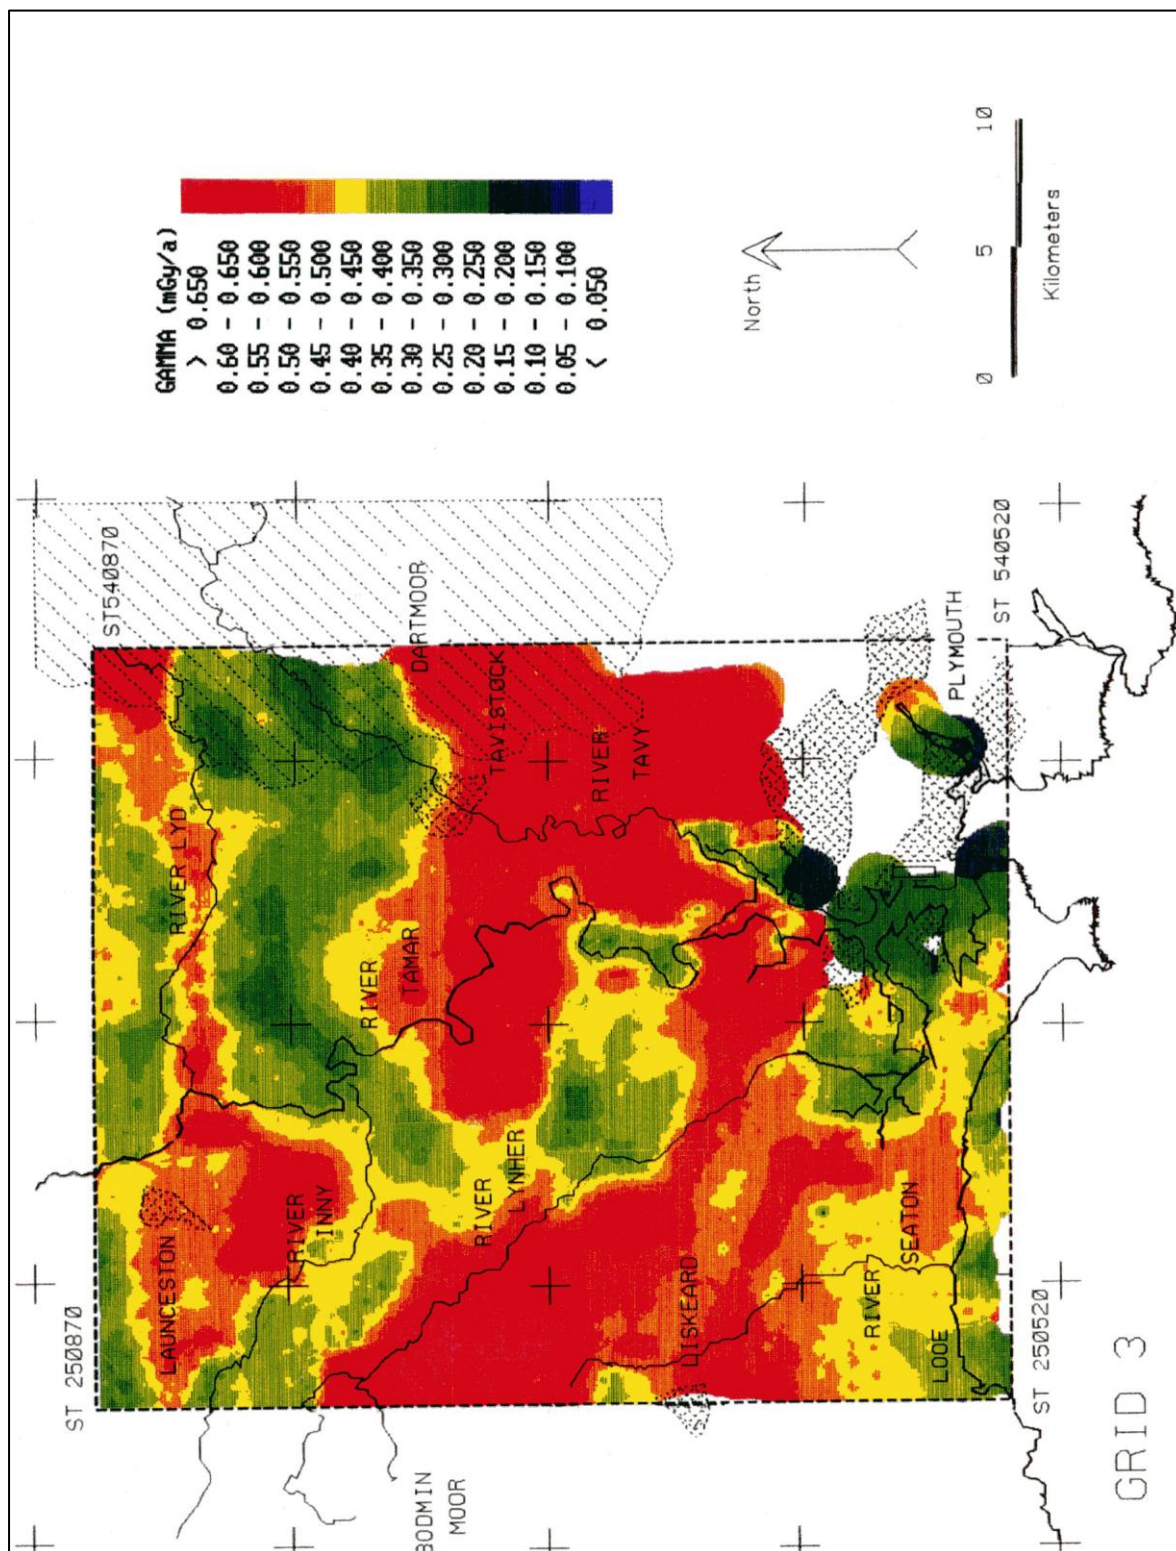 GAMMA (mGy/a)
> 0.650
0.60 - 0.650
0.55 - 0.600
0.50 - 0.550
0.45 - 0.500
0.40 - 0.450
0.35 - 0.400
0.30 - 0.350
0.25 - 0.300
0.20 - 0.250
0.15 - 0.200
0.10 - 0.150
0.05 - 0.100
< 0.050
North
0 5 10
Kilometers
ST 250870
ST540870
LAUNCESTON
RIVER LYD
RIVER
INNY
RIVER
TAMAR
DARTMOOR
BODMIN
MOOR
RIVER
LYNHER
TAVISTOCK
RIVER
TAVY
LISKEARD
RIVER
SEATON
LOOE
PLYMOUTH
ST 250520
ST 540520
GRID 3